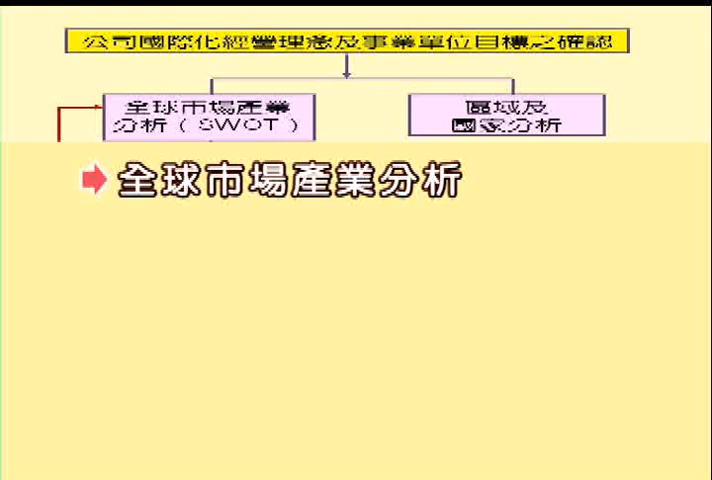 公司國際化經營理念及事業單位目標之確認
全球市場產業
分析(SWOT)
區域及
國家分析
全球市場產業分析